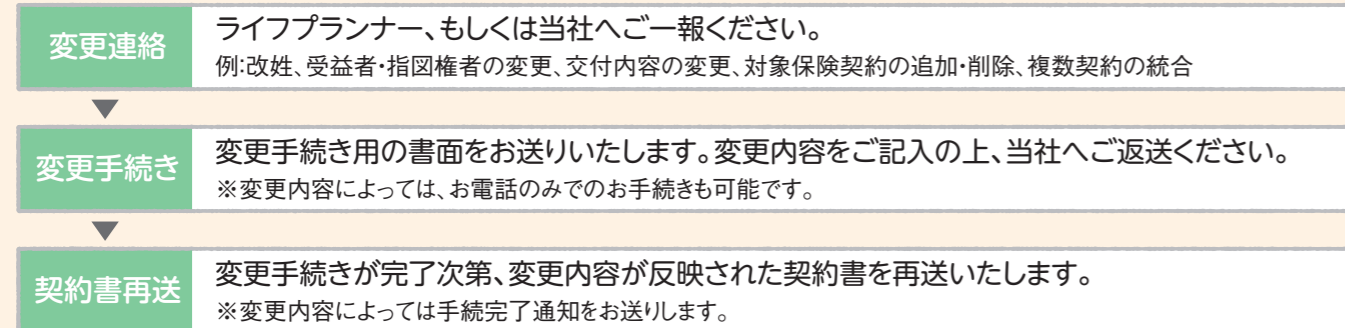 変更連絡
ライフプランナー、もしくは当社へご一報ください。
例:改姓、受益者・指図権者の変更、交付内容の変更、対象保険契約の追加・削除、複数契約の統合
変更手続き
変更手続き用の書面をお送りいたします。変更内容をご記入の上、当社へご返送ください。
※変更内容によっては、お電話のみでのお手続きも可能です。
契約書再送
変更手続きが完了次第、変更内容が反映された契約書を再送いたします。
※変更内容によっては手続完了通知をお送りします。